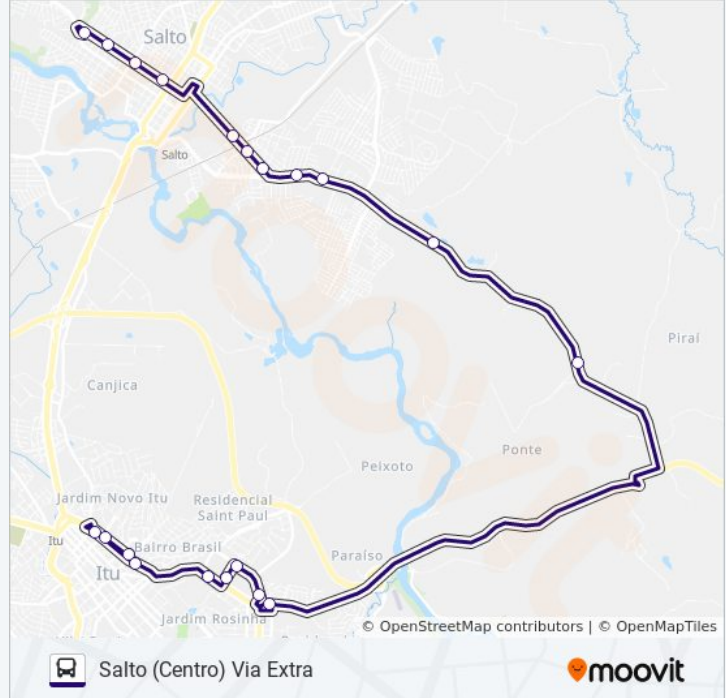 Salto
Salto
Piraí
Canjica
Ponte
Peixoto
Jardim Novo Itu
Residencial
Saint Paul
Itu
Bairro Brasil
Paraíso
Itu
Jardim Rosinha
© OpenStreetMap contributors | © OpenMapTiles
Salto (Centro) Via Extra
moovit